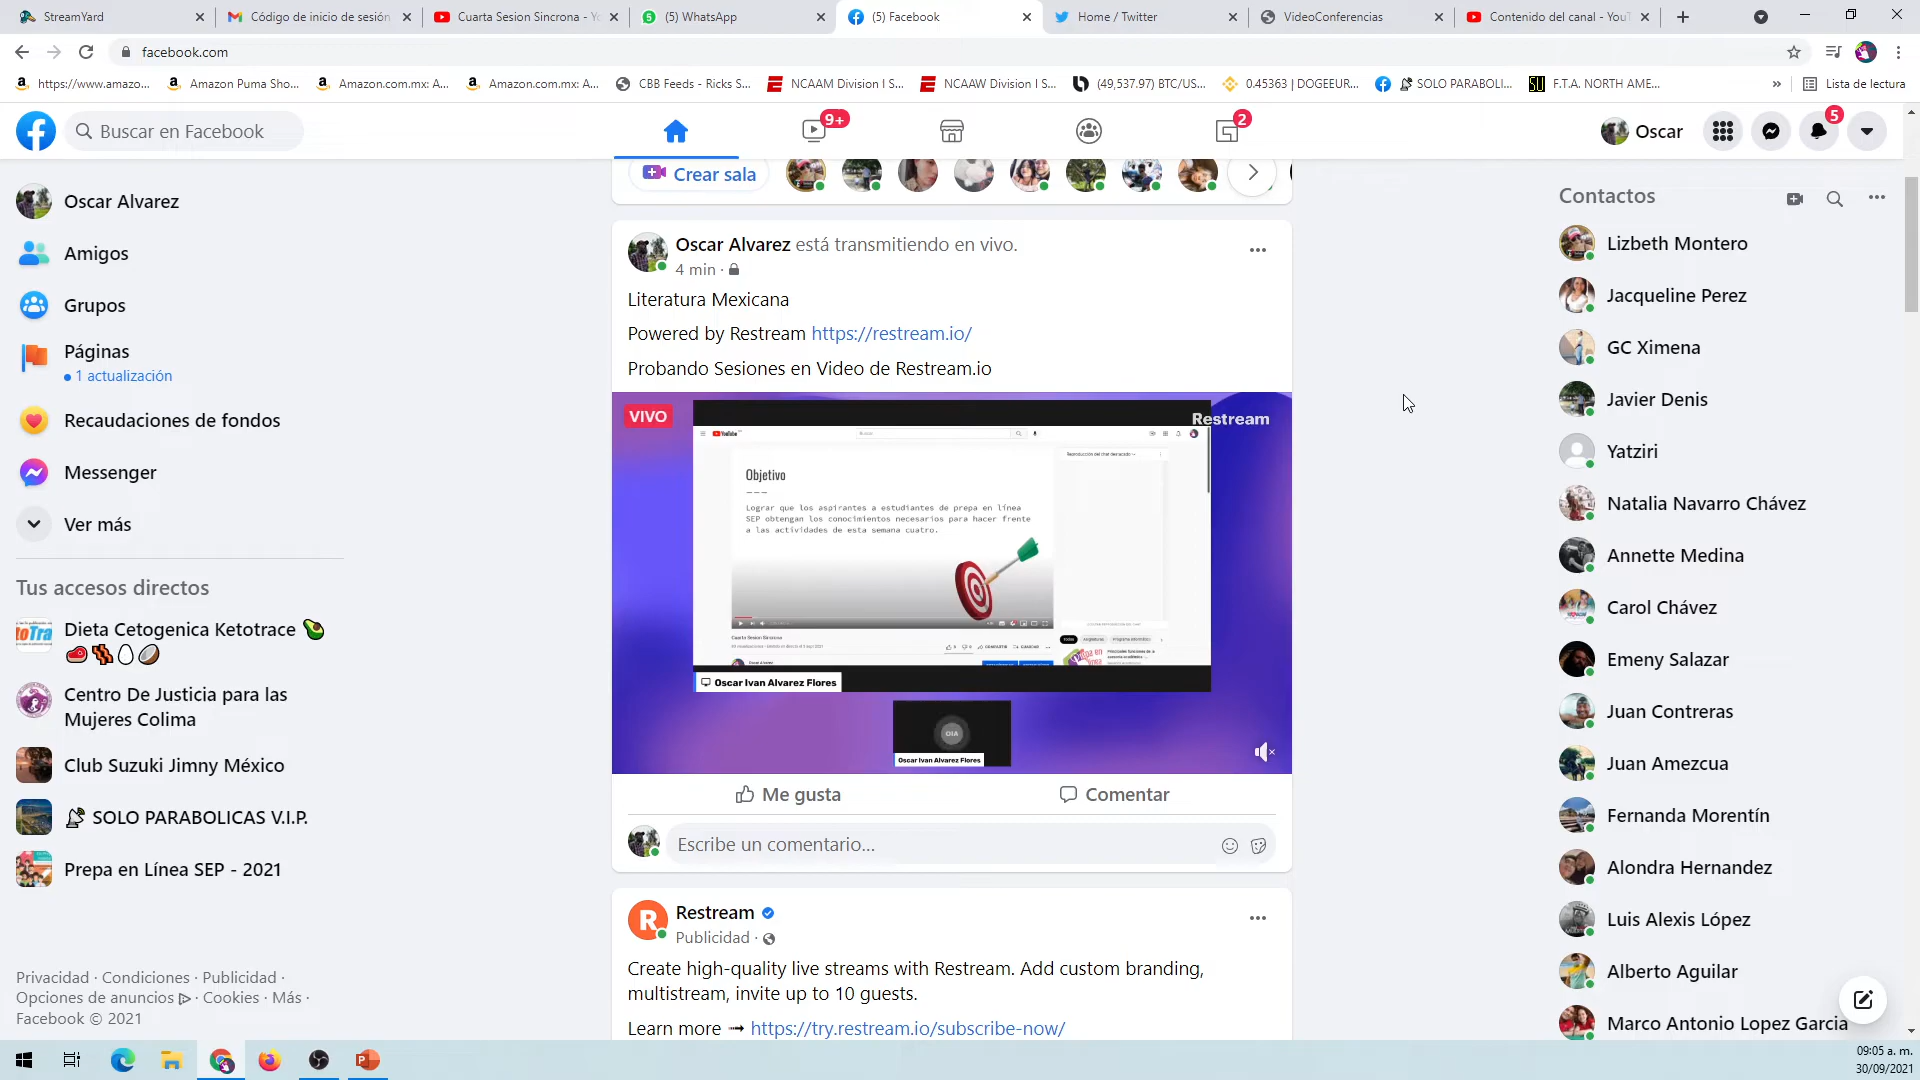 StreamYard
Código de inicio de sesión
Cuarta Sesion Sincrona - Yo
(5) WhatsApp
(5) Facebook
Home / Twitter
VideoConferencias
Contenido del canal - YouT
facebook.com
https://www.amazo...
Amazon Puma Sho...
Amazon.com.mx: A...
Amazon.com.mx: A...
CBB Feeds - Ricks S...
NCAAM Division I S...
NCAAW Division I S...
(49,537.97) BTC/US...
0.45363 | DOGEEUR...
SOLO PARABOLI...
F.T.A. NORTH AME...
»
Lista de lectura
Buscar en Facebook
9+
2
Oscar
5
Oscar Alvarez
Amigos
Grupos
Páginas
1 actualización
Recaudaciones de fondos
Messenger
Ver más
Tus accesos directos
Dieta Cetogenica Ketotrace
Centro De Justicia para las
Mujeres Colima
Club Suzuki Jimny México
SOLO PARABOLICAS V.I.P.
Prepa en Línea SEP - 2021
Privacidad · Condiciones · Publicidad ·
Opciones de anuncios · Cookies · Más ·
Facebook © 2021
Crear sala
Oscar Alvarez está transmitiendo en vivo.
4 min ·
Literatura Mexicana
Powered by Restream https://restream.io/
Probando Sesiones en Video de Restream.io
VIVO
Restream
YouTube
Buscar
Objetivo
Lograr que los aspirantes a estudiantes de prepa en línea
SEP obtengan los conocimientos necesarios para hacer frente
a las actividades de esta semana cuatro.
Cuarta Sesion Sincrona
Oscar Alvarez
Oscar Ivan Alvarez Flores
OIA
Oscar Ivan Alvarez Flores
Me gusta
Comentar
Escribe un comentario...
Restream
Publicidad ·
Create high-quality live streams with Restream. Add custom branding,
multistream, invite up to 10 guests.
Learn more ➞ https://try.restream.io/subscribe-now/
Contactos
Lizbeth Montero
Jacqueline Perez
GC Ximena
Javier Denis
Yatziri
Natalia Navarro Chávez
Annette Medina
Carol Chávez
Emeny Salazar
Juan Contreras
Juan Amezcua
Fernanda Morentín
Alondra Hernandez
Luis Alexis López
Alberto Aguilar
Marco Antonio Lopez Garcia
09:05 a. m.
30/09/2021